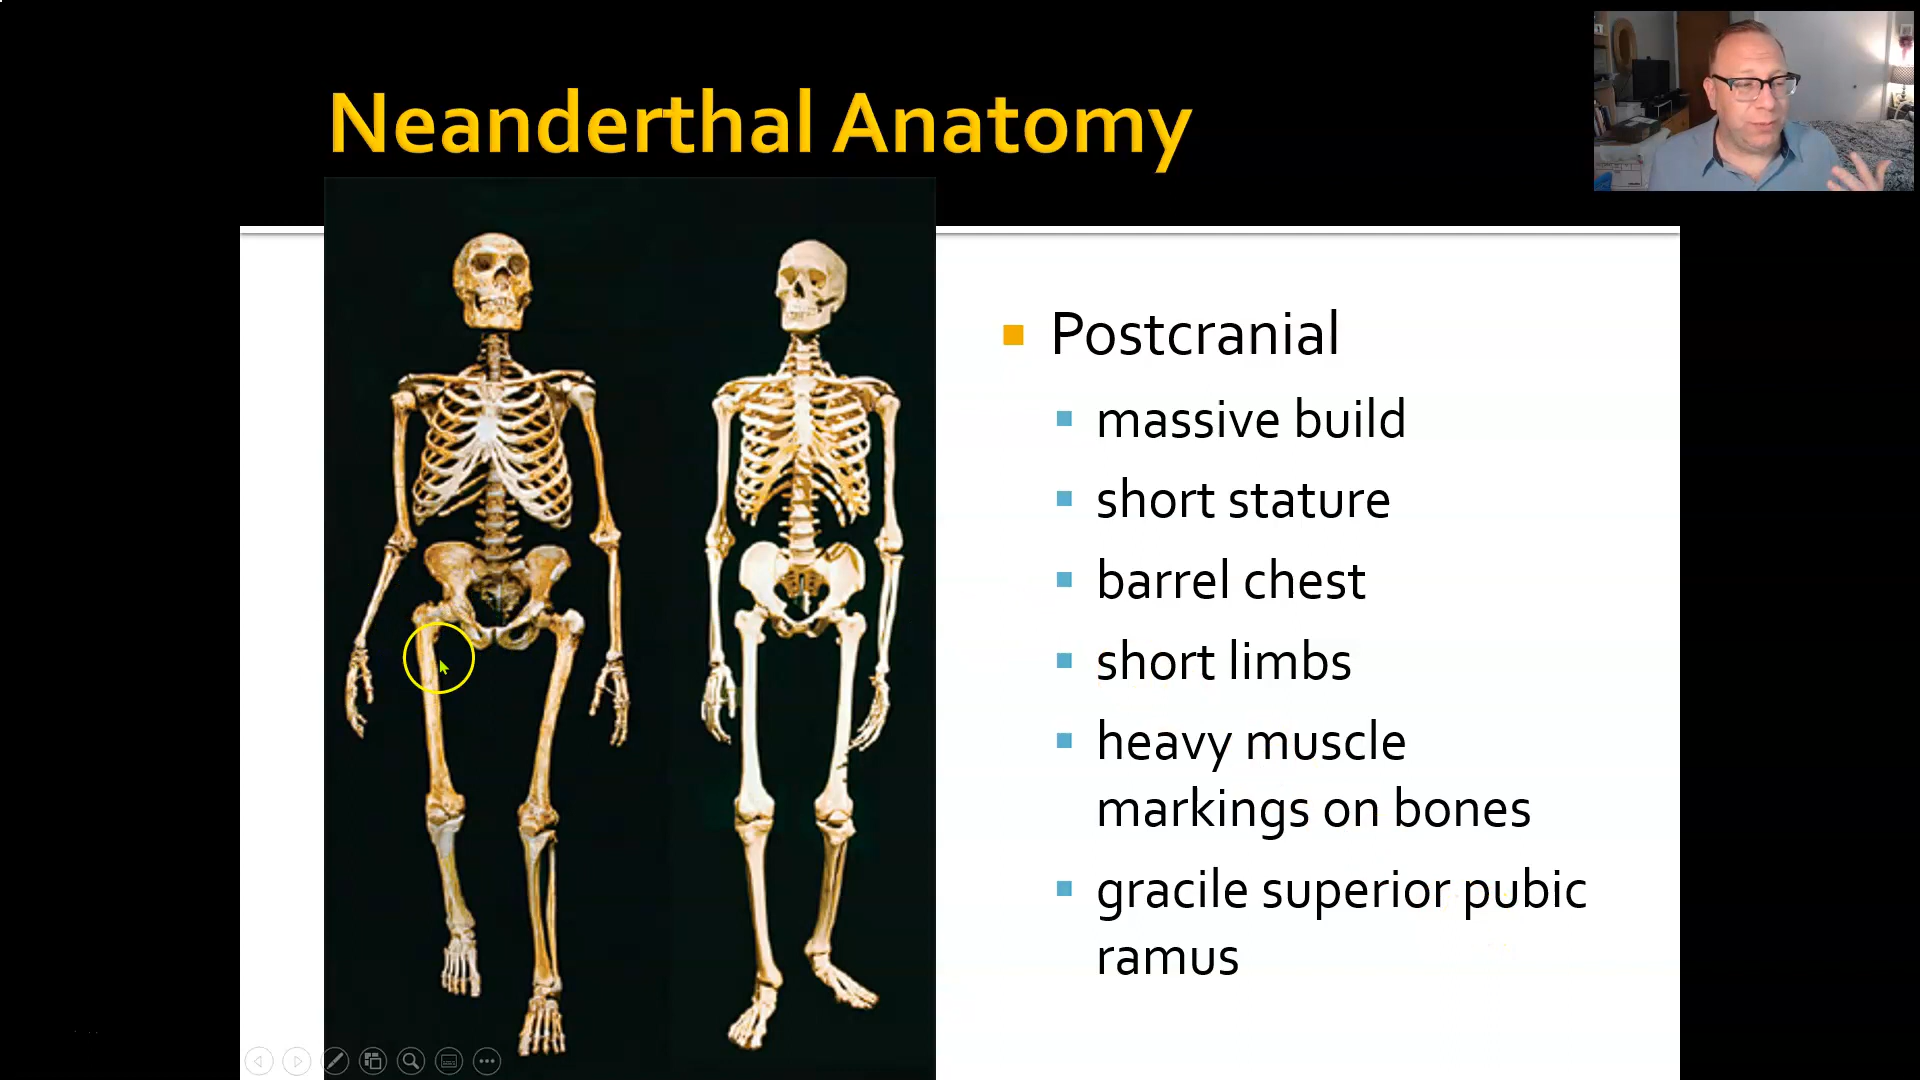 Neanderthal Anatomy
Postcranial
massive build
short stature
barrel chest
short limbs
heavy muscle
markings on bones
gracile superior pubic
ramus